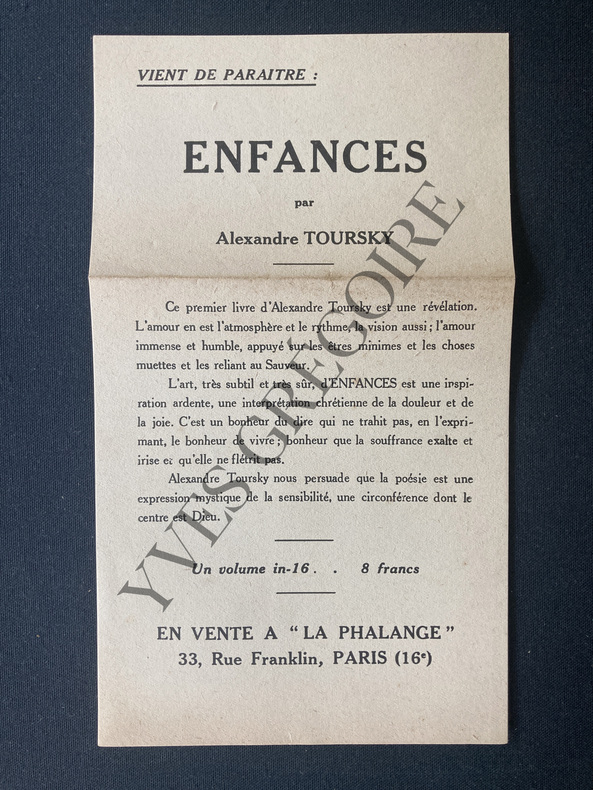 VIENT DE PARAITRE :
ENFANCES
par
Alexandre TOURSKY
Ce premier livre d'Alexandre Toursky est une révélation.
L'amour en est l'atmosphère et le rythme, la vision aussi ; l'amour
immense et humble, appuyé sur les êtres minimes et les choses
muettes et les reliant au Sauveur.
L'art, très subtil et très sûr, d'ENFANCES est une inspi-
ration ardente, une interprétation chrétienne de la douleur et de
la joie. C'est un bonheur du dire qui ne trahit pas, en l'expri-
mant, le bonheur de vivre ; bonheur que la souffrance exalte et
irise et qu'elle ne flétrit pas.
Alexandre Toursky nous persuade que la poésie est une
expression mystique de la sensibilité, une circonférence dont le
centre est Dieu.
Un volume in-16 . . 8 francs
EN VENTE A "LA PHALANGE"
33, Rue Franklin, PARIS (16e)
YVES GRÉGOIRE